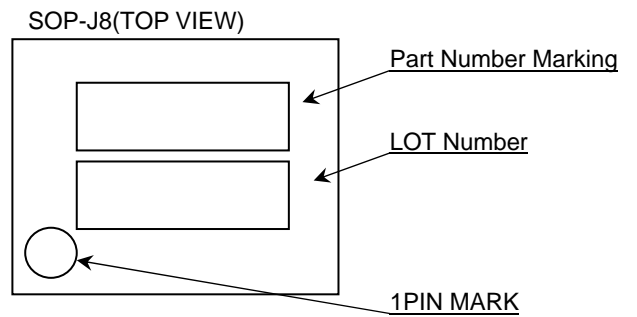 SOP-J8(TOP VIEW)
Part Number Marking
LOT Number
1PIN MARK